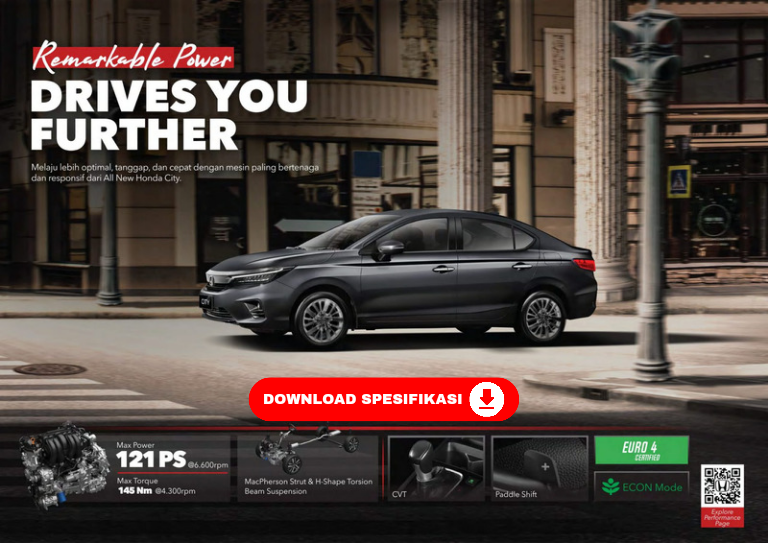 Remarkable Power
DRIVES YOU
FURTHER
Melaju lebih optimal, tanggap, dan cepat dengan mesin paling bertenaga
dan responsif dari All New Honda City.
DOWNLOAD SPESIFIKASI
Max Power
121 PS @6.600rpm
Max Torque
145 Nm @4.300rpm
MacPherson Strut & H-Shape Torsion
Beam Suspension
CVT
Paddle Shift
EURO 4
CERTIFIED
ECON Mode
Explore
Performance
Page